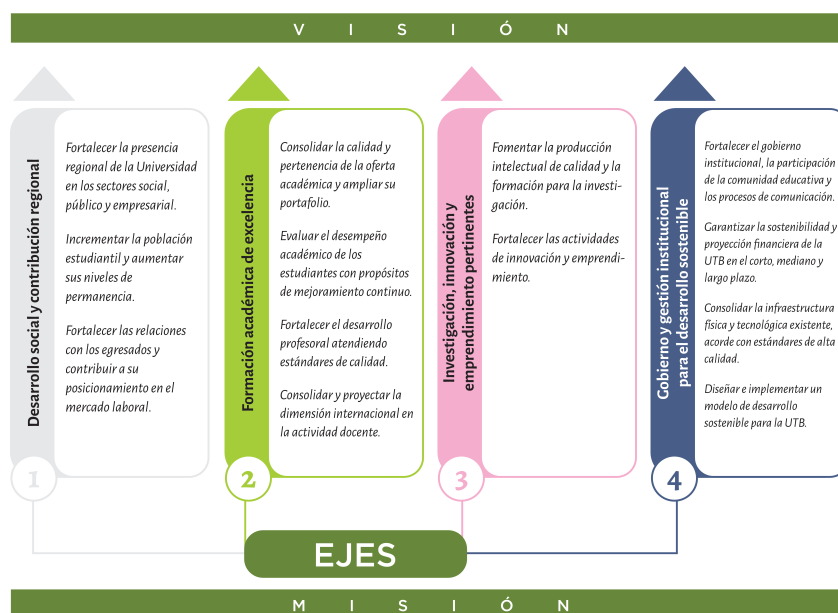 VISIÓN
Desarrollo social y contribución regional
Fortalecer la presencia
regional de la Universidad
en los sectores social,
público y empresarial.
Incrementar la población
estudiantil y aumentar
sus niveles de
permanencia.
Fortalecer las relaciones
con los egresados y
contribuir a su
posicionamiento en el
mercado laboral.
1
Formación académica de excelencia
Consolidar la calidad y
pertenencia de la oferta
académica y ampliar su
portafolio.
Evaluar el desempeño
académico de los
estudiantes con propósitos
de mejoramiento continuo.
Fortalecer el desarrollo
profesoral atendiendo
estándares de calidad.
Consolidar y proyectar la
dimensión internacional en
la actividad docente.
2
Investigación, innovación y
emprendimiento pertinentes
Fomentar la producción
intelectual de calidad y la
formación para la investi-
gación.
Fortalecer las actividades
de innovación y emprendi-
miento.
3
Gobierno y gestión institucional
para el desarrollo sostenible
Fortalecer el gobierno
institucional, la participación
de la comunidad educativa y
los procesos de comunicación.
Garantizar la sostenibilidad y
proyección financiera de la
UTB en el corto, mediano y
largo plazo.
Consolidar la infraestructura
física y tecnológica existente,
acorde con estándares de alta
calidad.
Diseñar e implementar un
modelo de desarrollo
sostenible para la UTB.
4
EJES
MISIÓN